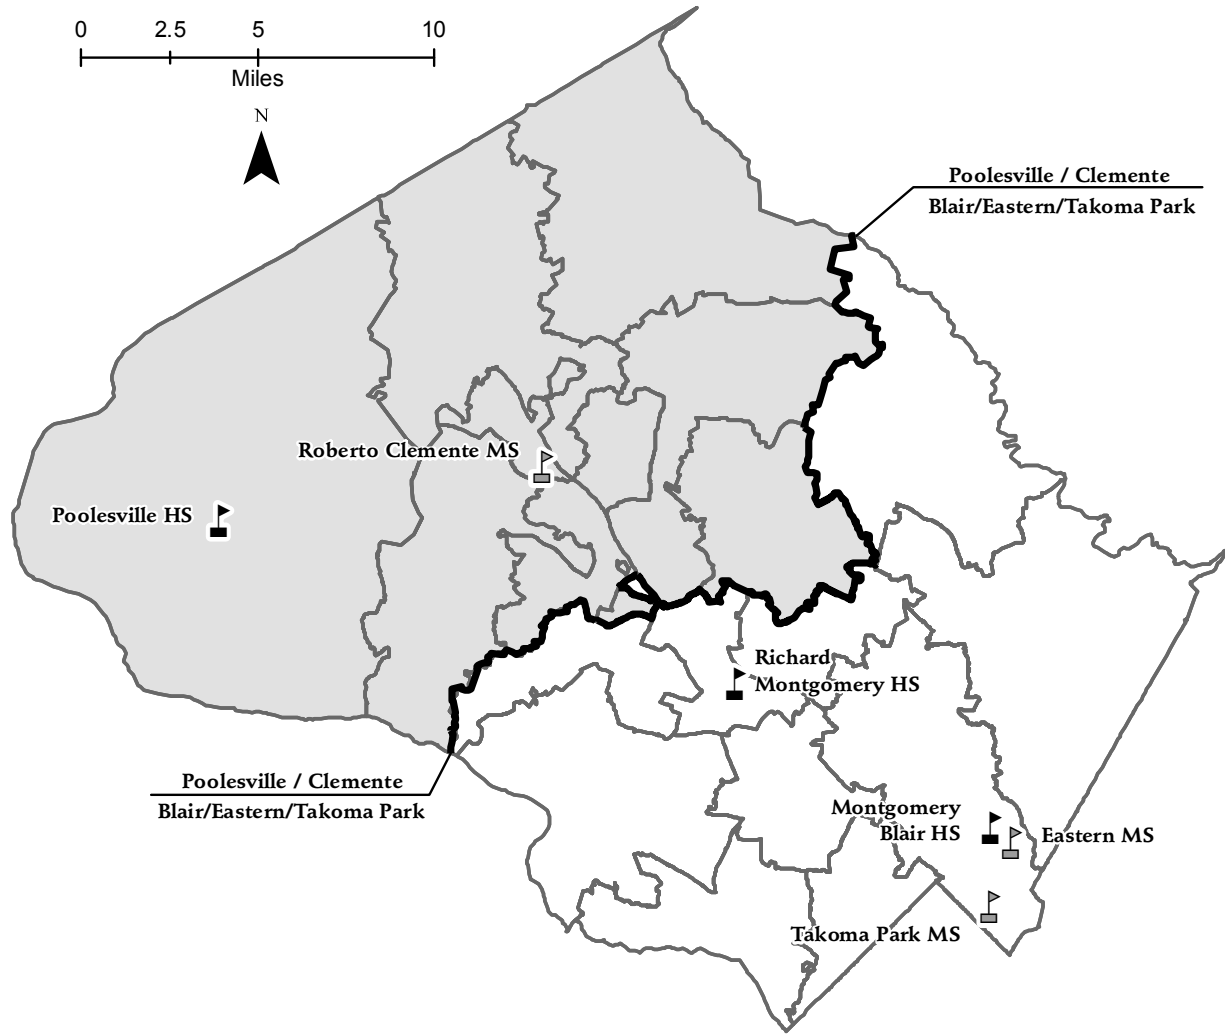 0 2.5 5 10
Miles
N
Poolesville / Clemente
Blair/Eastern/Takoma Park
Roberto Clemente MS
Poolesville HS
Richard
Montgomery HS
Poolesville / Clemente
Blair/Eastern/Takoma Park
Montgomery
Blair HS
Eastern MS
Takoma Park MS